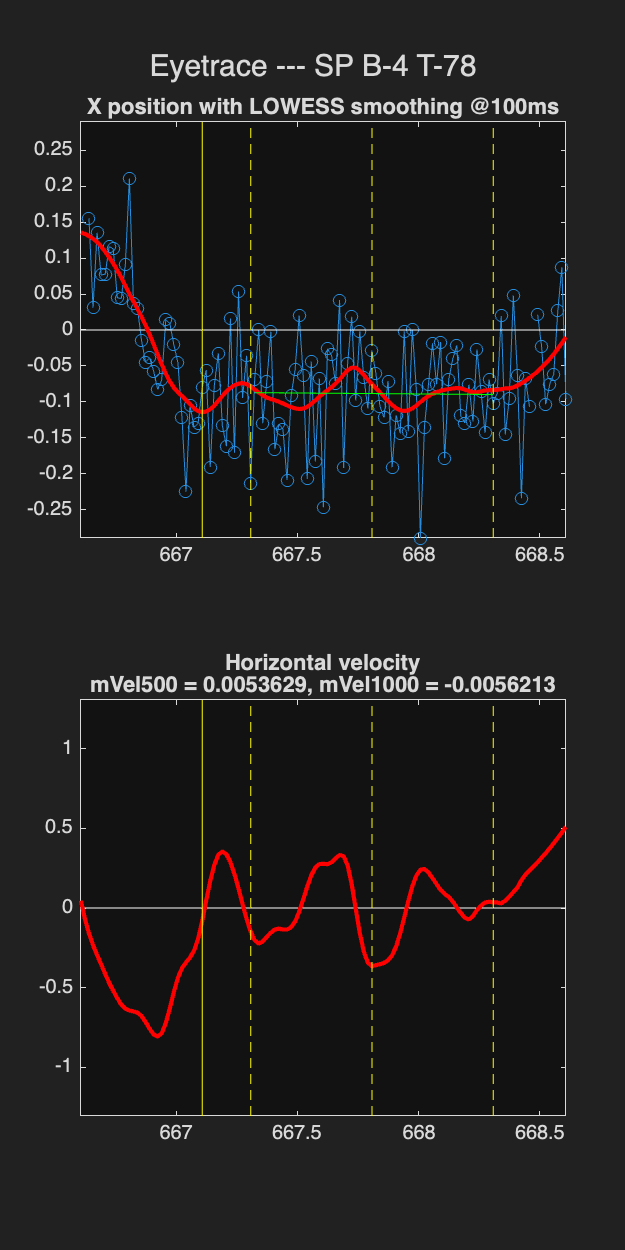 Eyetrace --- SP B-4 T-78
X position with LOWESS smoothing @100ms
0.25
0.2
0.15
0.1
0.05
0
-0.05
-0.1
-0.15
-0.2
-0.25
667 667.5 668 668.5
Horizontal velocity
mVel500 = 0.0053629, mVel1000 = -0.0056213
1
0.5
0
-0.5
-1
667 667.5 668 668.5